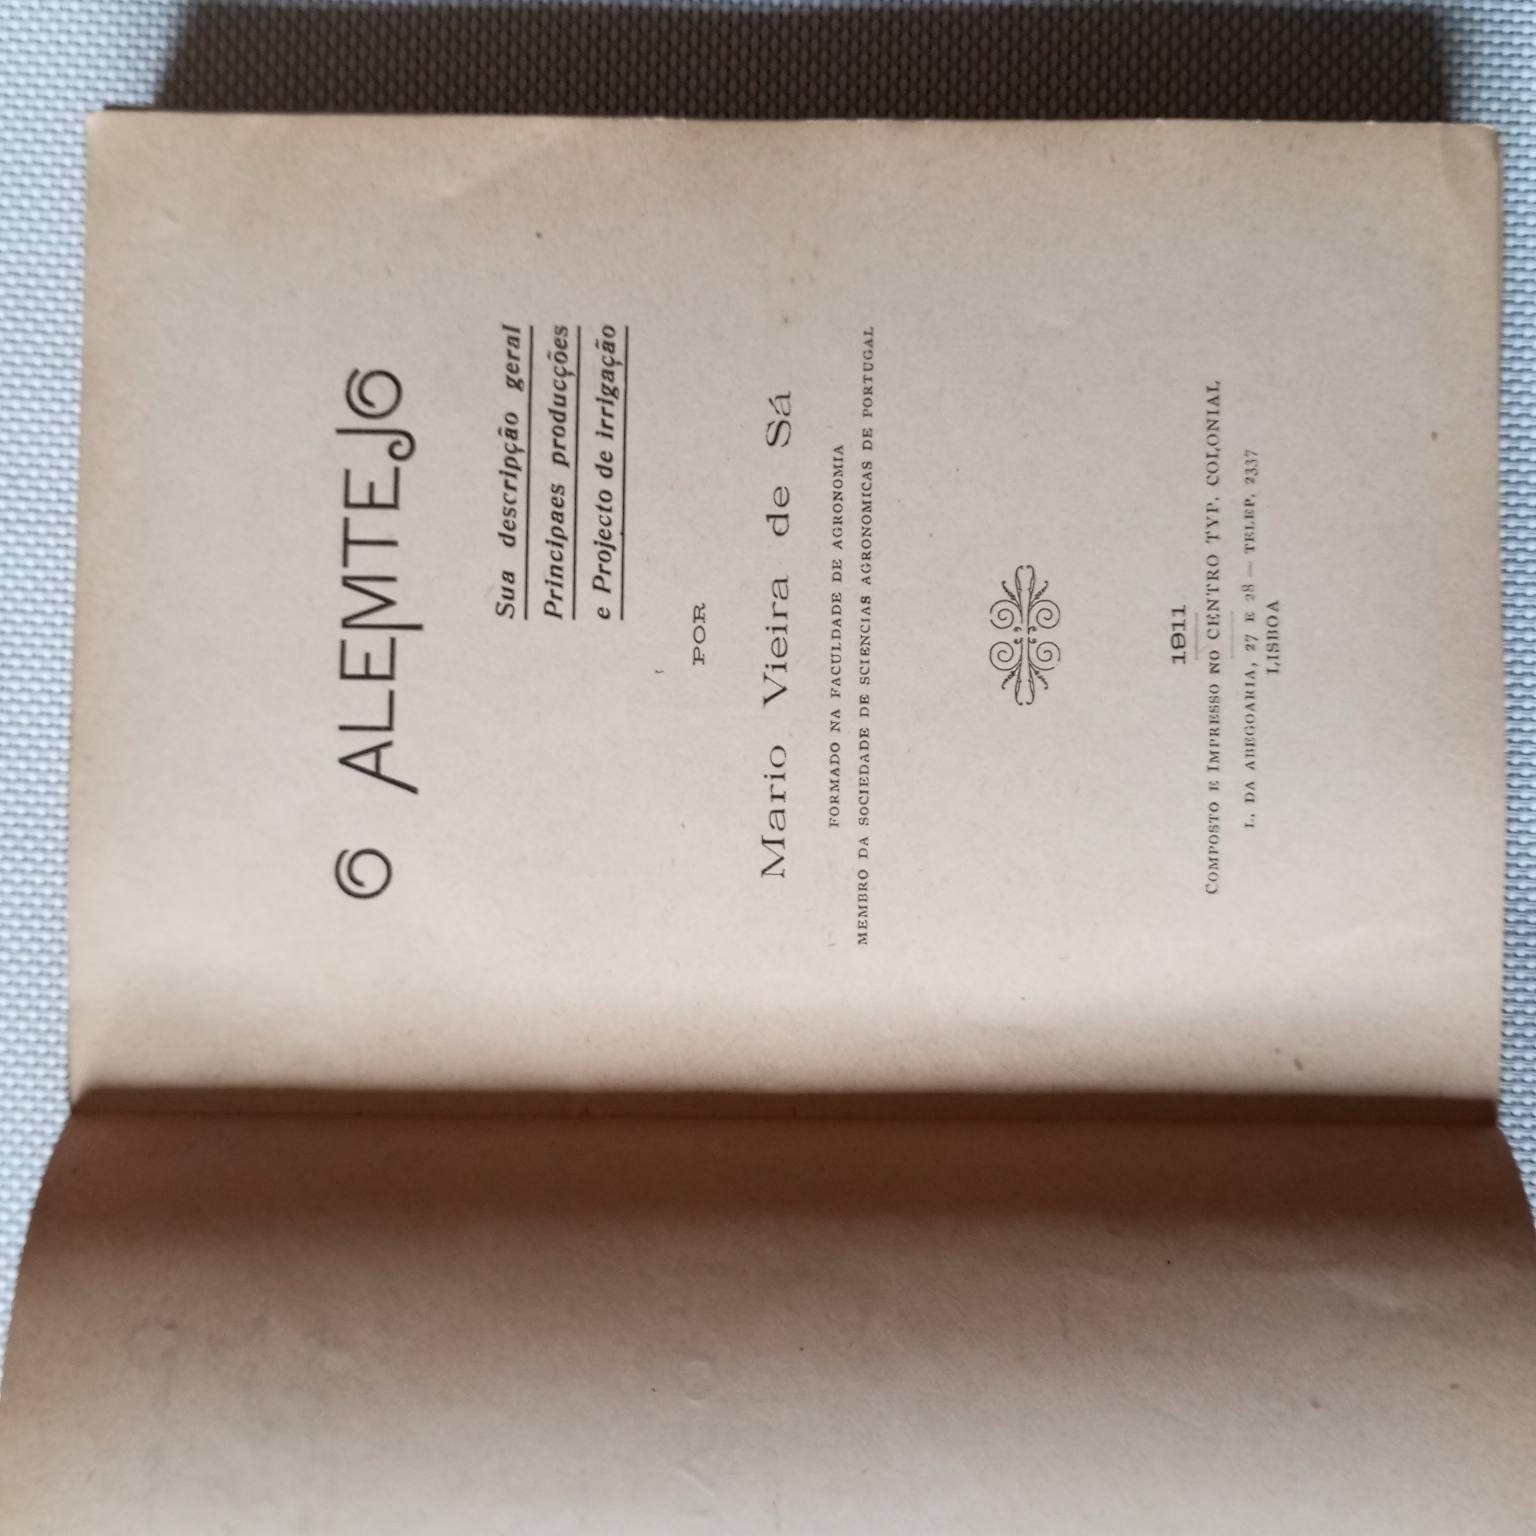 O ALEMTEJO
Sua descripção geral
Principaes producções
e Projecto de irrigação
POR
Mario Vieira de Sá
FORMADO NA FACULDADE DE AGRONOMIA
MEMBRO DA SOCIEDADE DE SCIENCIAS AGRONOMICAS DE PORTUGAL
1911
COMPOSTO E IMPRESSO NO CENTRO TYP. COLONIAL
L. DA ABEGOARIA, 27 E 28 — TELEP. 2337
LISBOA